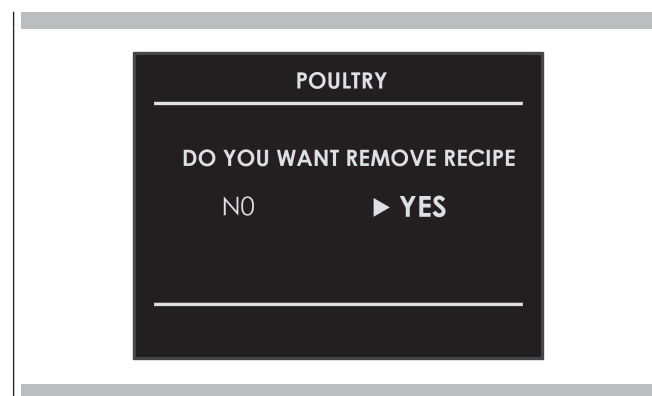 POULTRY
DO YOU WANT REMOVE RECIPE
N0 ▶ YES